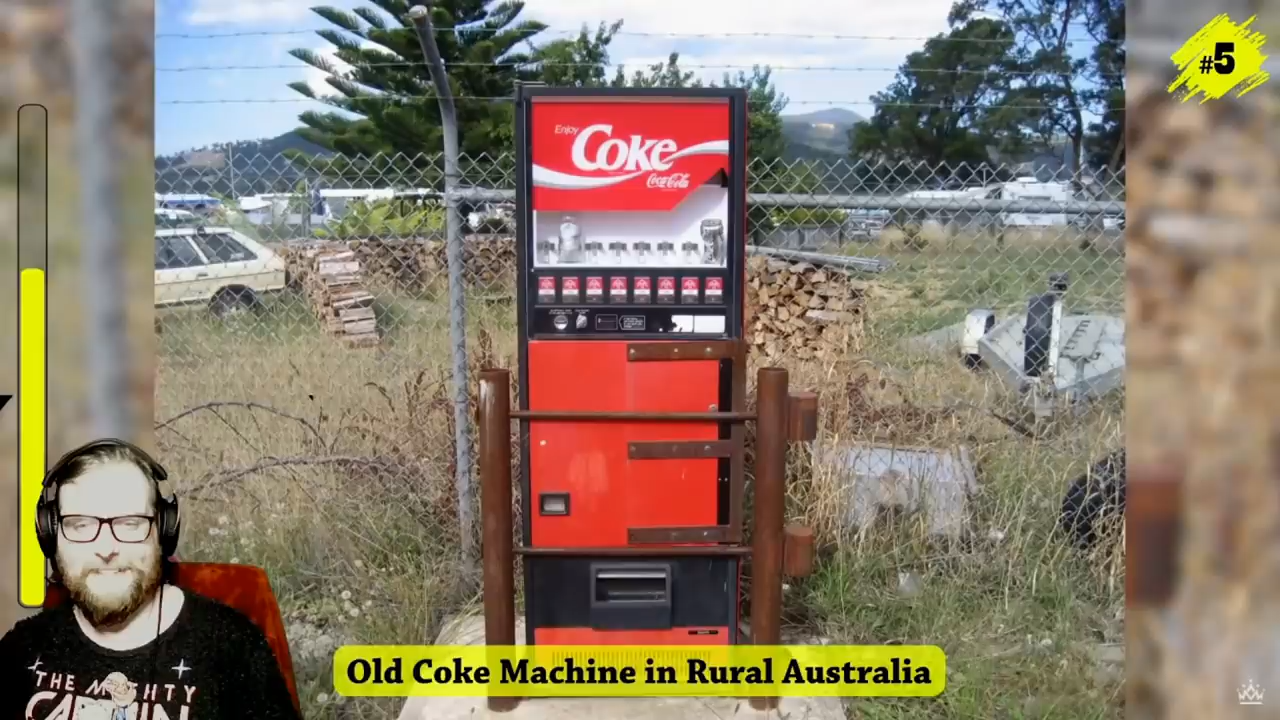 #5
Enjoy
Coke
Coca-Cola
THE MIGHTY
Old Coke Machine in Rural Australia